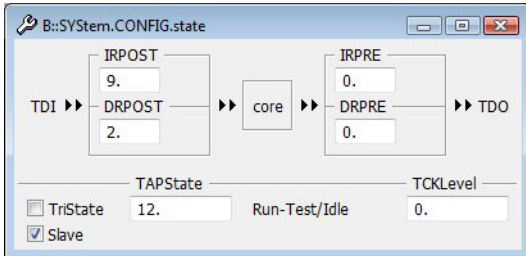 B::SYStem.CONFIG.state
IRPOST
IRPRE
9.
0.
TDI
DRPOST
core
DRPRE
TDO
2.
0.
TAPState
TCKLevel
TriState
12.
Run-Test/Idle
0.
Slave